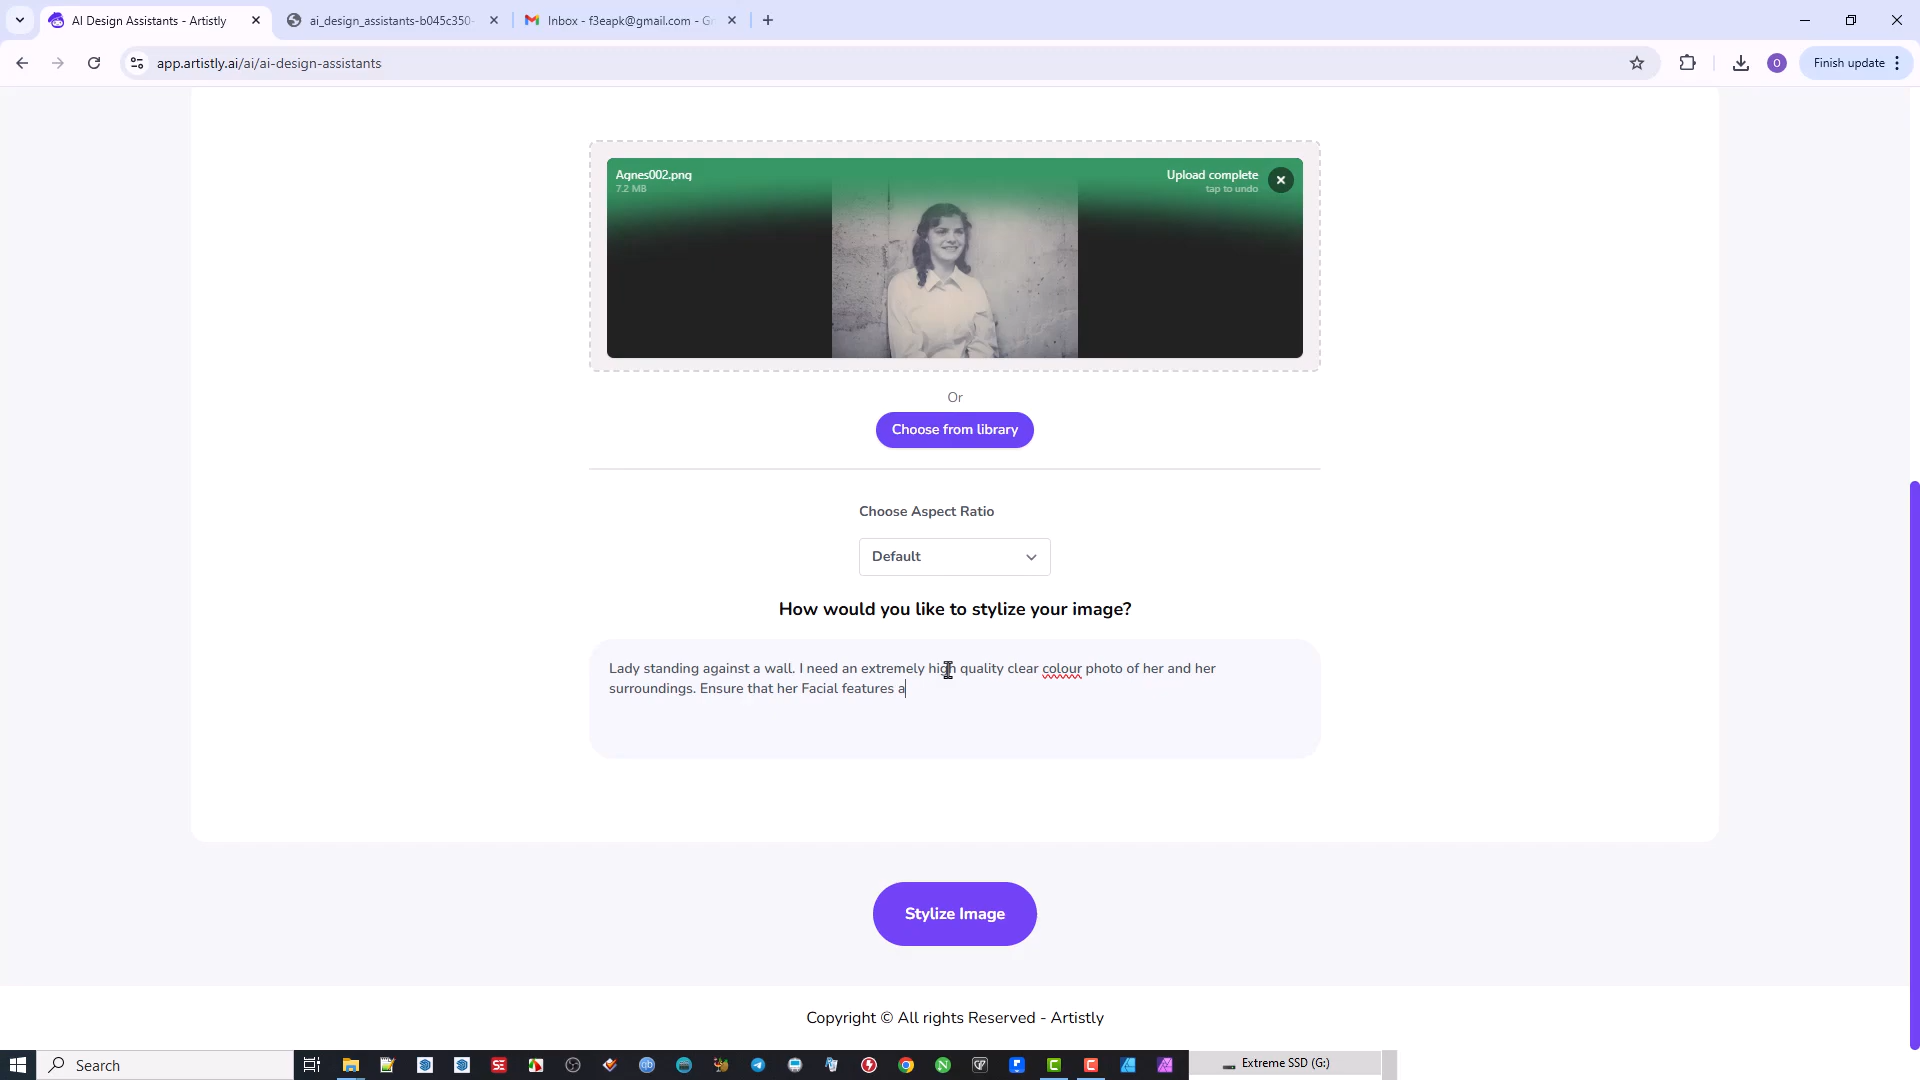 AI Design Assistants - Artistly
ai_design_assistants-b045c350-
Inbox - f3eapk@gmail.com - Gm
app.artistly.ai/ai/ai-design-assistants
O
Finish update
Agnes002.png
7.2 MB
Upload complete
tap to undo
Or
Choose from library
Choose Aspect Ratio
Default
How would you like to stylize your image?
Lady standing against a wall. I need an extremely high quality clear colour photo of her and her
surroundings. Ensure that her Facial features a
Stylize Image
Copyright © All rights Reserved - Artistly
Search
Extreme SSD (G:)